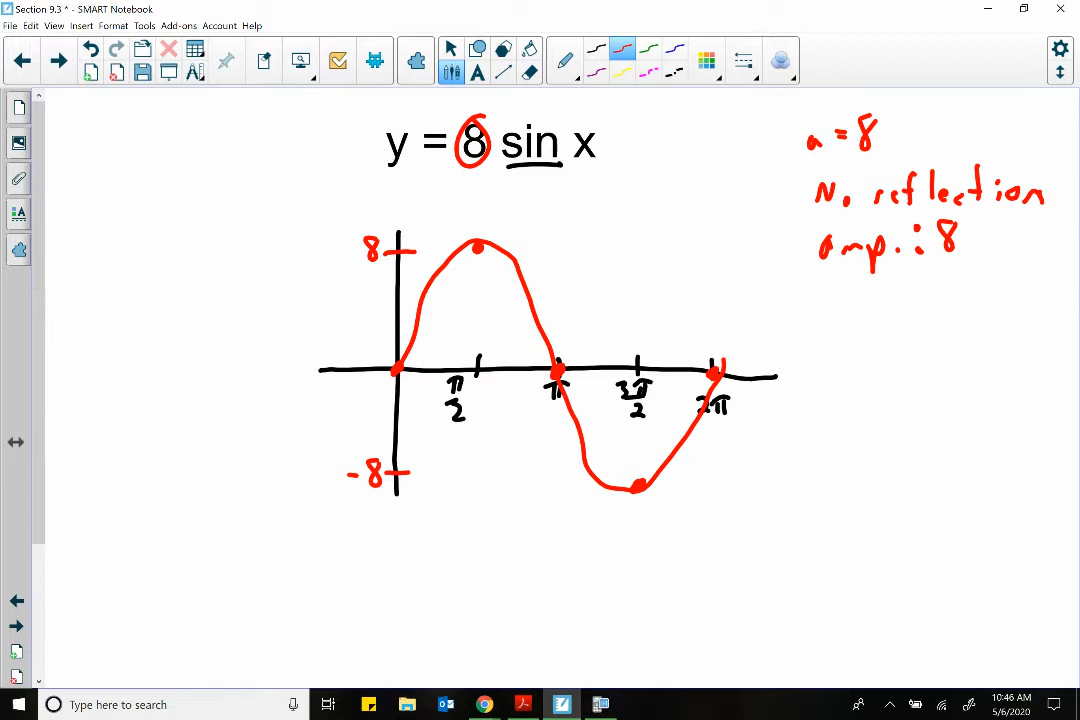 Section 9.3 * - SMART Notebook
File Edit View Insert Format Tools Add-ons Account Help
y = 8 sin x
a = 8
No reflection
amp. : 8
8
π/2 π 3π/2 2π
-8
Type here to search
10:46 AM
5/6/2020